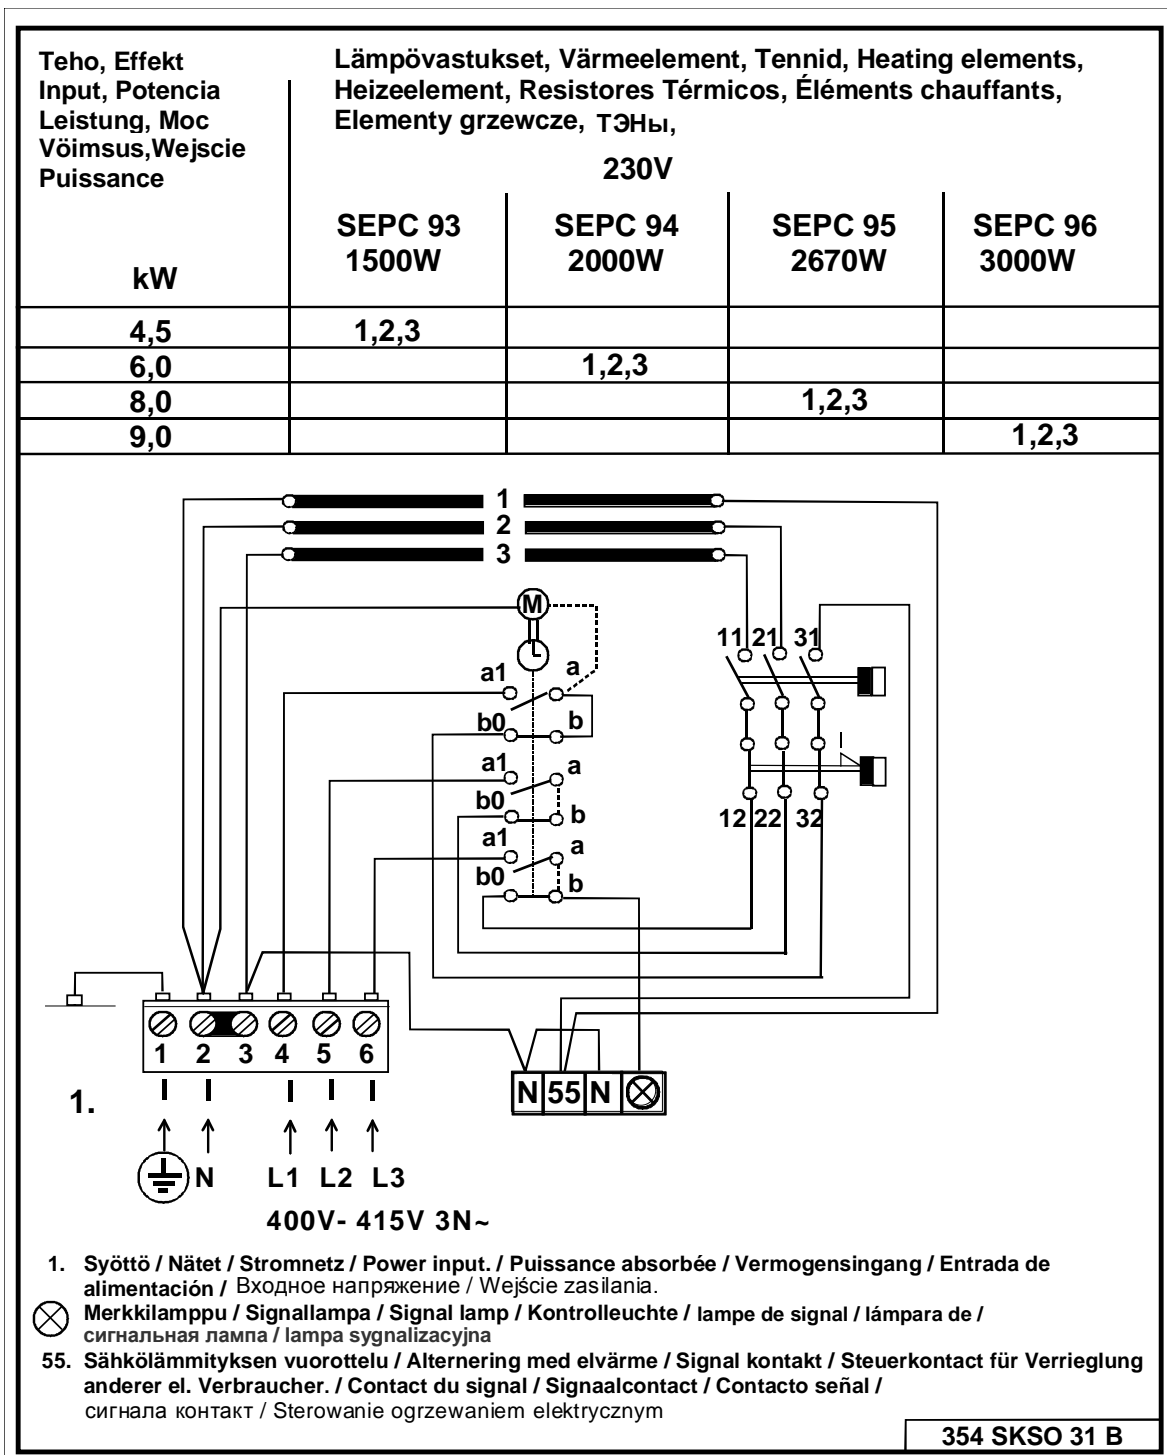 Teho, Effekt
Input, Potencia
Leistung, Moc
Vöimsus,Wejscie
Puissance
kW
Lämpövastukset, Värmeelement, Tennid, Heating elements,
Heizeelement, Resistores Térmicos, Éléments chauffants,
Elementy grzewcze, ТЭНы,
230V
SEPC 93 SEPC 94 SEPC 95 SEPC 96
1500W 2000W 2670W 3000W
4,5 1,2,3
6,0 1,2,3
8,0 1,2,3
9,0 1,2,3
1
2
3
M
11 21 31
a1 a
b0 b
a1 a
b0 b
a1 a
b0 b
I
12 22 32
1 2 3 4 5 6
N 55 N
1.
N L1 L2 L3
400V- 415V 3N~
1. Syöttö / Nätet / Stromnetz / Power input. / Puissance absorbée / Vermogensingang / Entrada de
alimentación / Входное напряжение / Wejście zasilania.
Merkkilamppu / Signallampa / Signal lamp / Kontrolleuchte / lampe de signal / lámpara de /
сигнальная лампа / lampa sygnalizacyjna
55. Sähkölämmityksen vuorottelu / Alternering med elvärme / Signal kontakt / Steuerkontact für Verrieglung
anderer el. Verbraucher. / Contact du signal / Signaalcontact / Contacto señal /
сигнала контакт / Sterowanie ogrzewaniem elektrycznym
354 SKSO 31 B